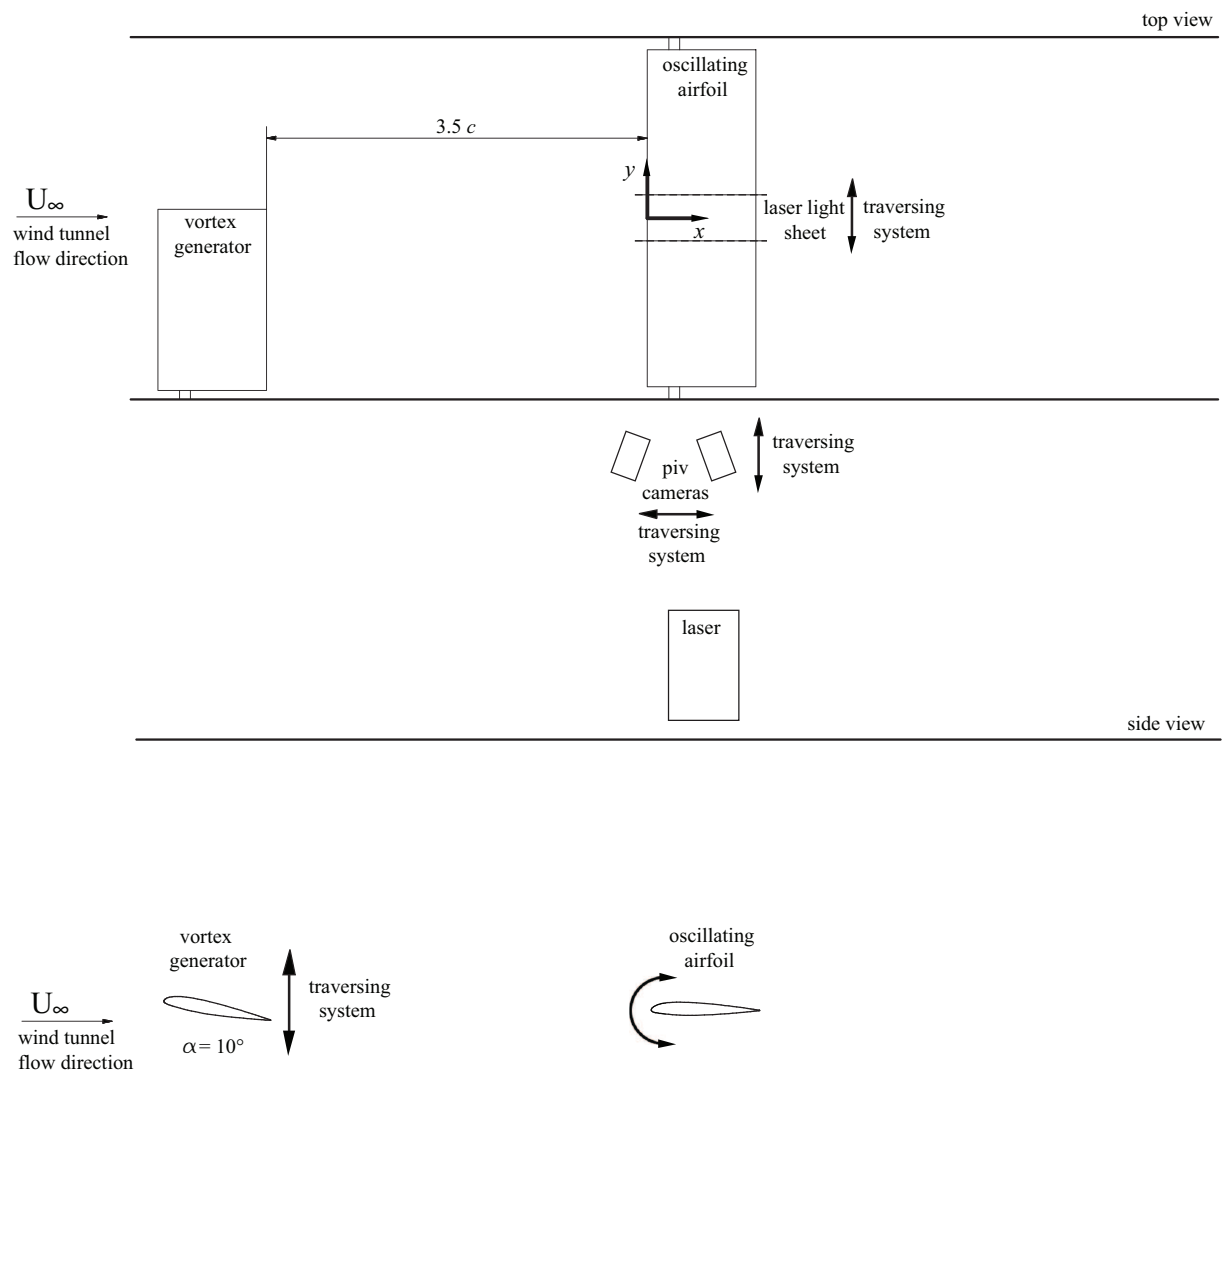 top view
oscillating
airfoil
3.5 c
y
U∞
wind tunnel
flow direction
vortex
generator
x
laser light
sheet
traversing
system
traversing
system
piv
cameras
traversing
system
laser
side view
vortex
generator
oscillating
airfoil
traversing
system
U∞
wind tunnel
flow direction
α= 10°